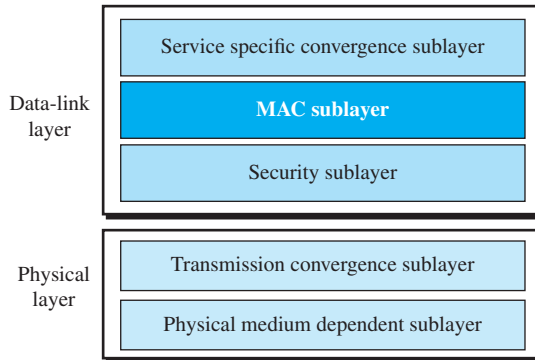 Service specific convergence sublayer
Data-link
layer
MAC sublayer
Security sublayer
Physical
layer
Transmission convergence sublayer
Physical medium dependent sublayer